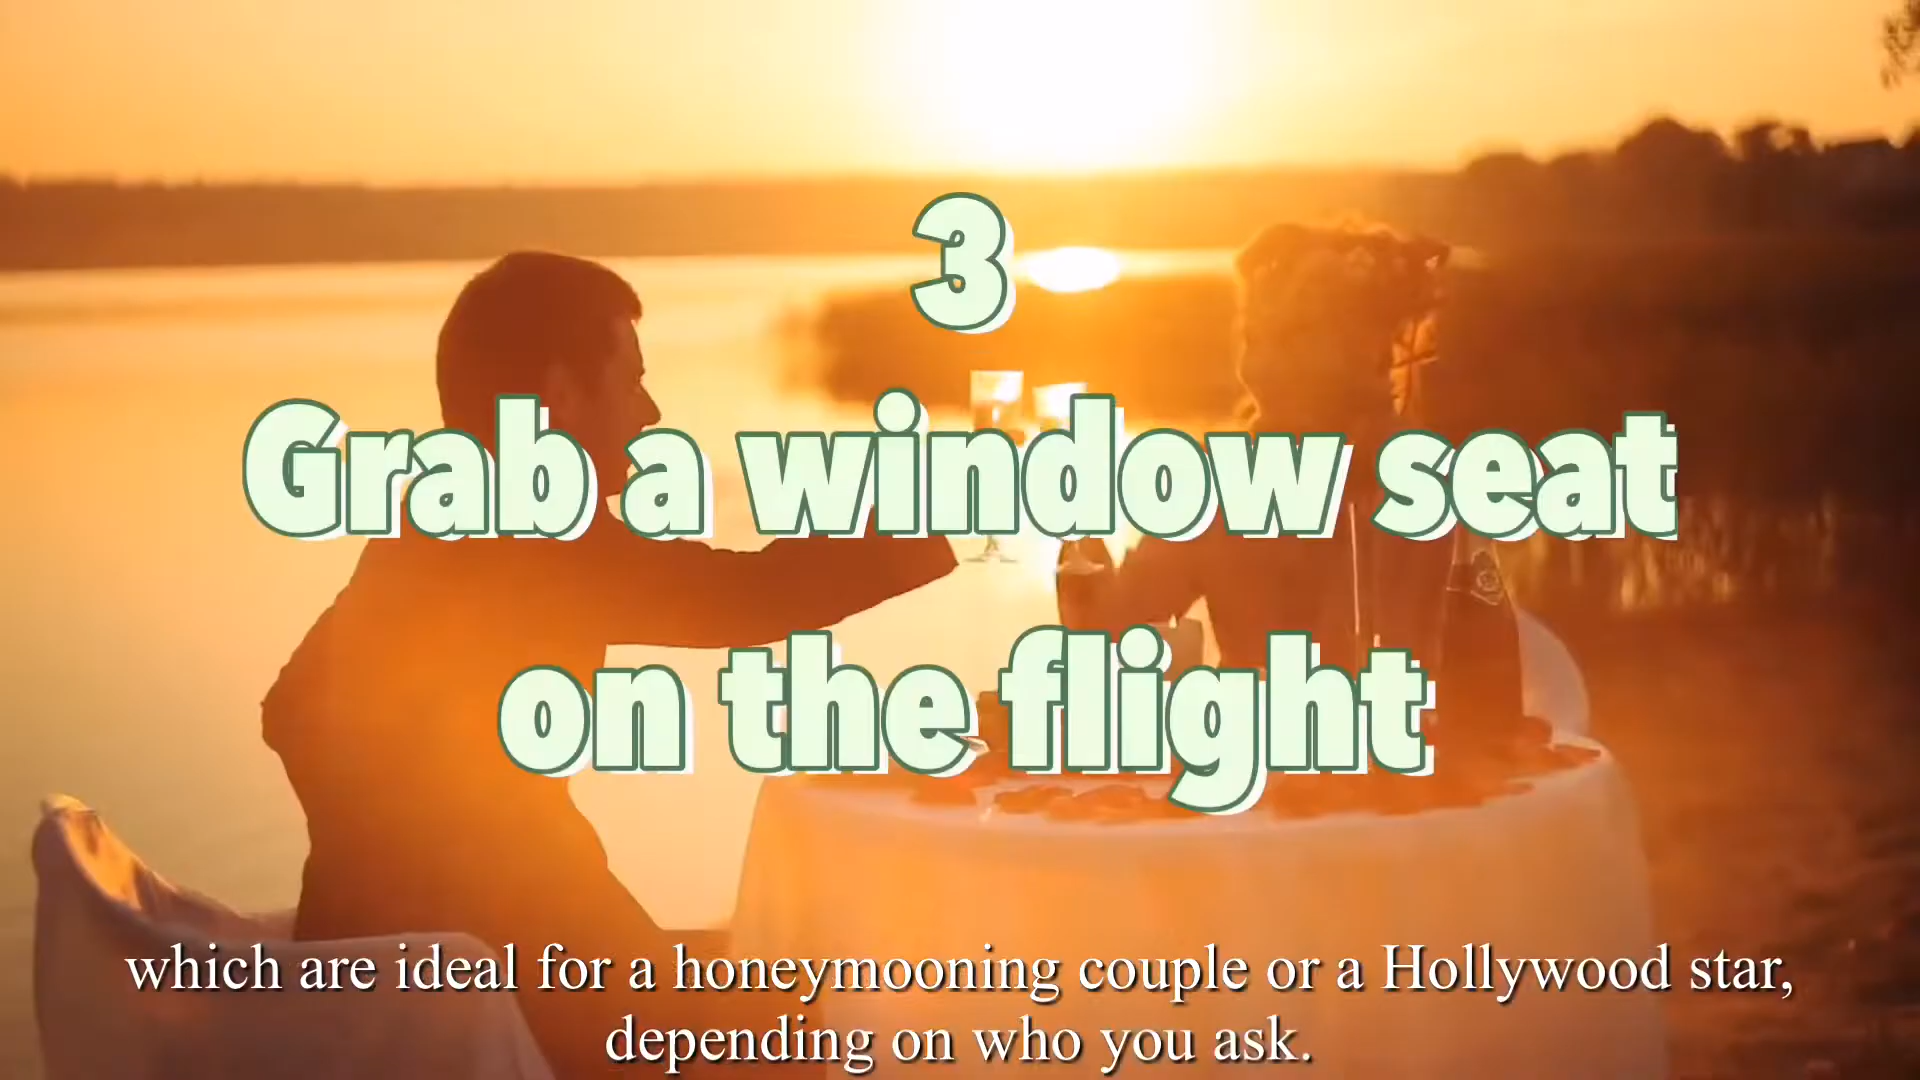 3
Grab a window seat
on the flight
which are ideal for a honeymooning couple or a Hollywood star,
depending on who you ask.